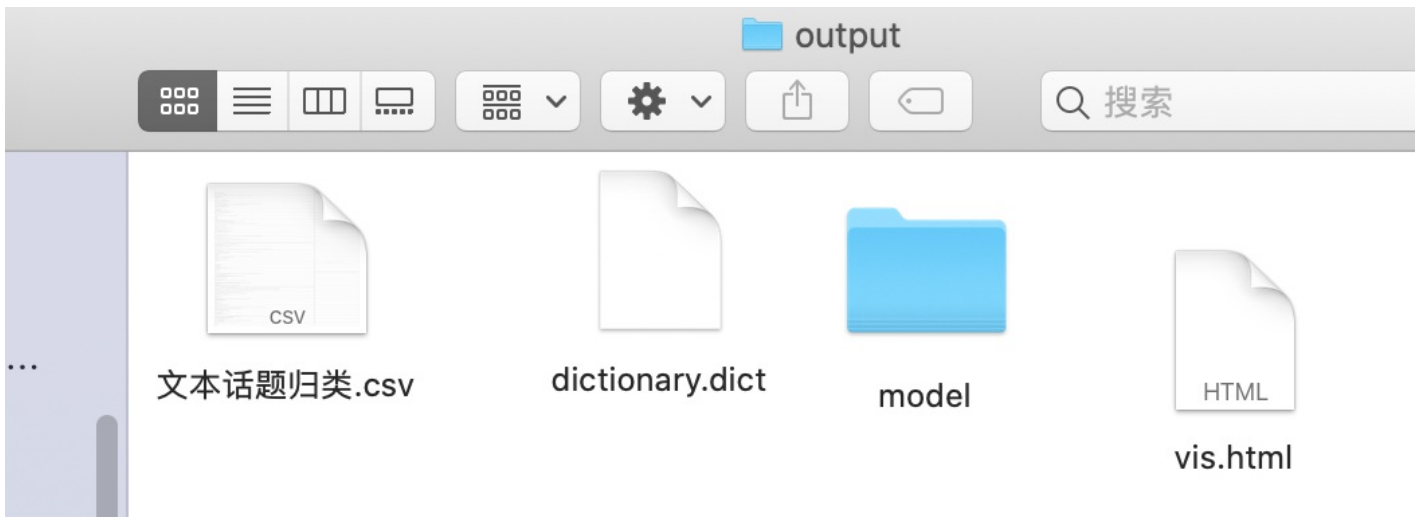 output
搜索
CSV
HTML
...
文本话题归类.csv
dictionary.dict
model
vis.html